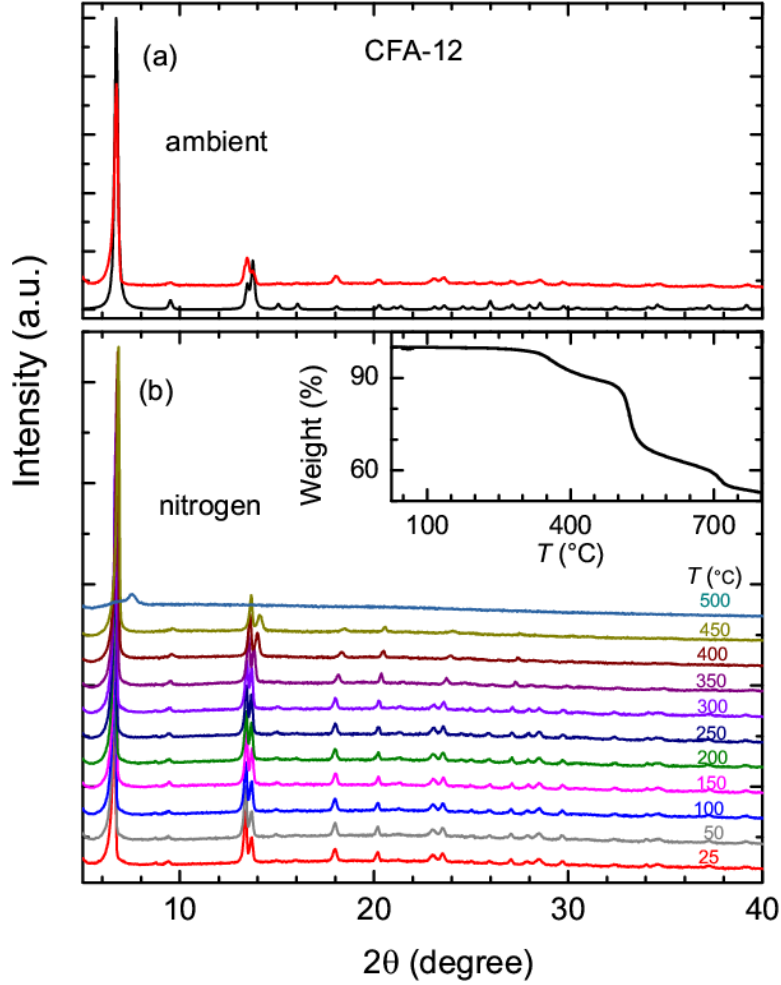 (a)
CFA-12
ambient
Intensity (a.u.)
(b)
nitrogen
Weight (%)
90
60
100
400
700
T (°C)
T (°C)
500
450
400
350
300
250
200
150
100
50
25
10
20
30
40
2θ (degree)